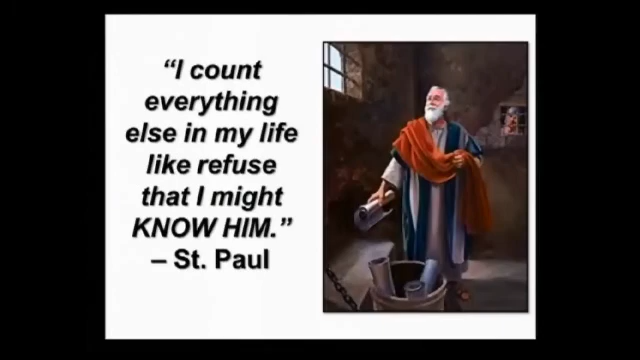 “I count
everything
else in my life
like refuse
that I might
KNOW HIM.”
– St. Paul